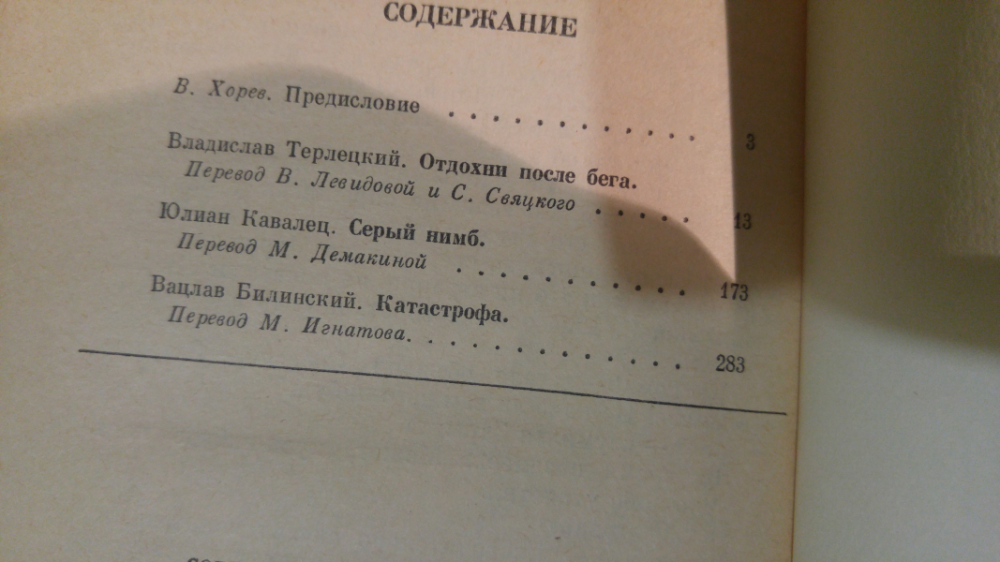 СОДЕРЖАНИЕ
В. Хорев. Предисловие . . . . . . . . . . . 3
Владислав Терлецкий. Отдохни после бега.
Перевод В. Левидовой и С. Свяцкого . . . . . 13
Юлиан Кавалец. Серый нимб.
Перевод М. Демакиной . . . . . . . . . . . 173
Вацлав Билинский. Катастрофа.
Перевод М. Игнатова. . . . . . . . . . . . . 283